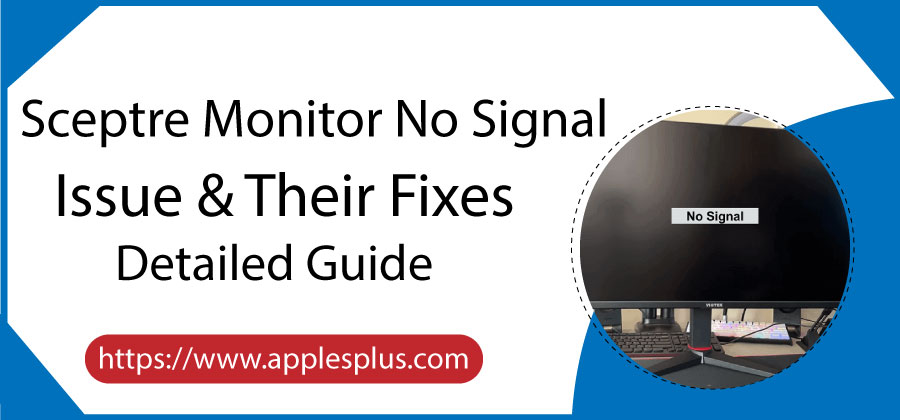 Sceptre Monitor No Signal
Issue & Their Fixes
Detailed Guide
No Signal
https://www.applesplus.com